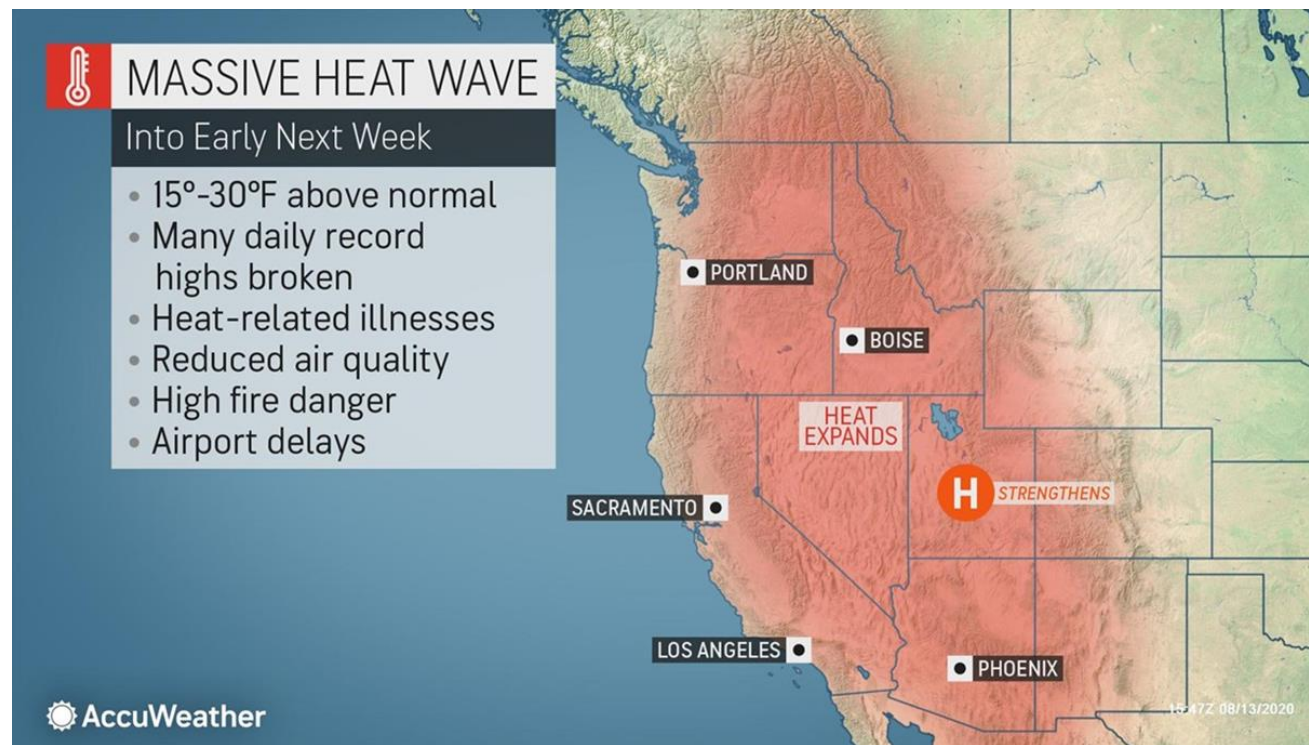 MASSIVE HEAT WAVE
Into Early Next Week
• 15°-30°F above normal
• Many daily record
highs broken
• Heat-related illnesses
• Reduced air quality
• High fire danger
• Airport delays
PORTLAND
BOISE
HEAT
EXPANDS
H STRENGTHENS
SACRAMENTO
LOS ANGELES
PHOENIX
AccuWeather
15:47Z 08/13/2020